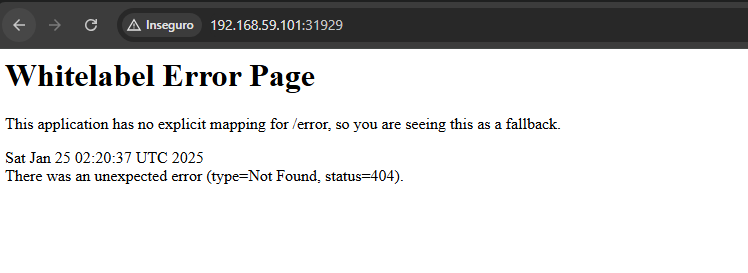 Inseguro 192.168.59.101:31929
Whitelabel Error Page
This application has no explicit mapping for /error, so you are seeing this as a fallback.
Sat Jan 25 02:20:37 UTC 2025
There was an unexpected error (type=Not Found, status=404).